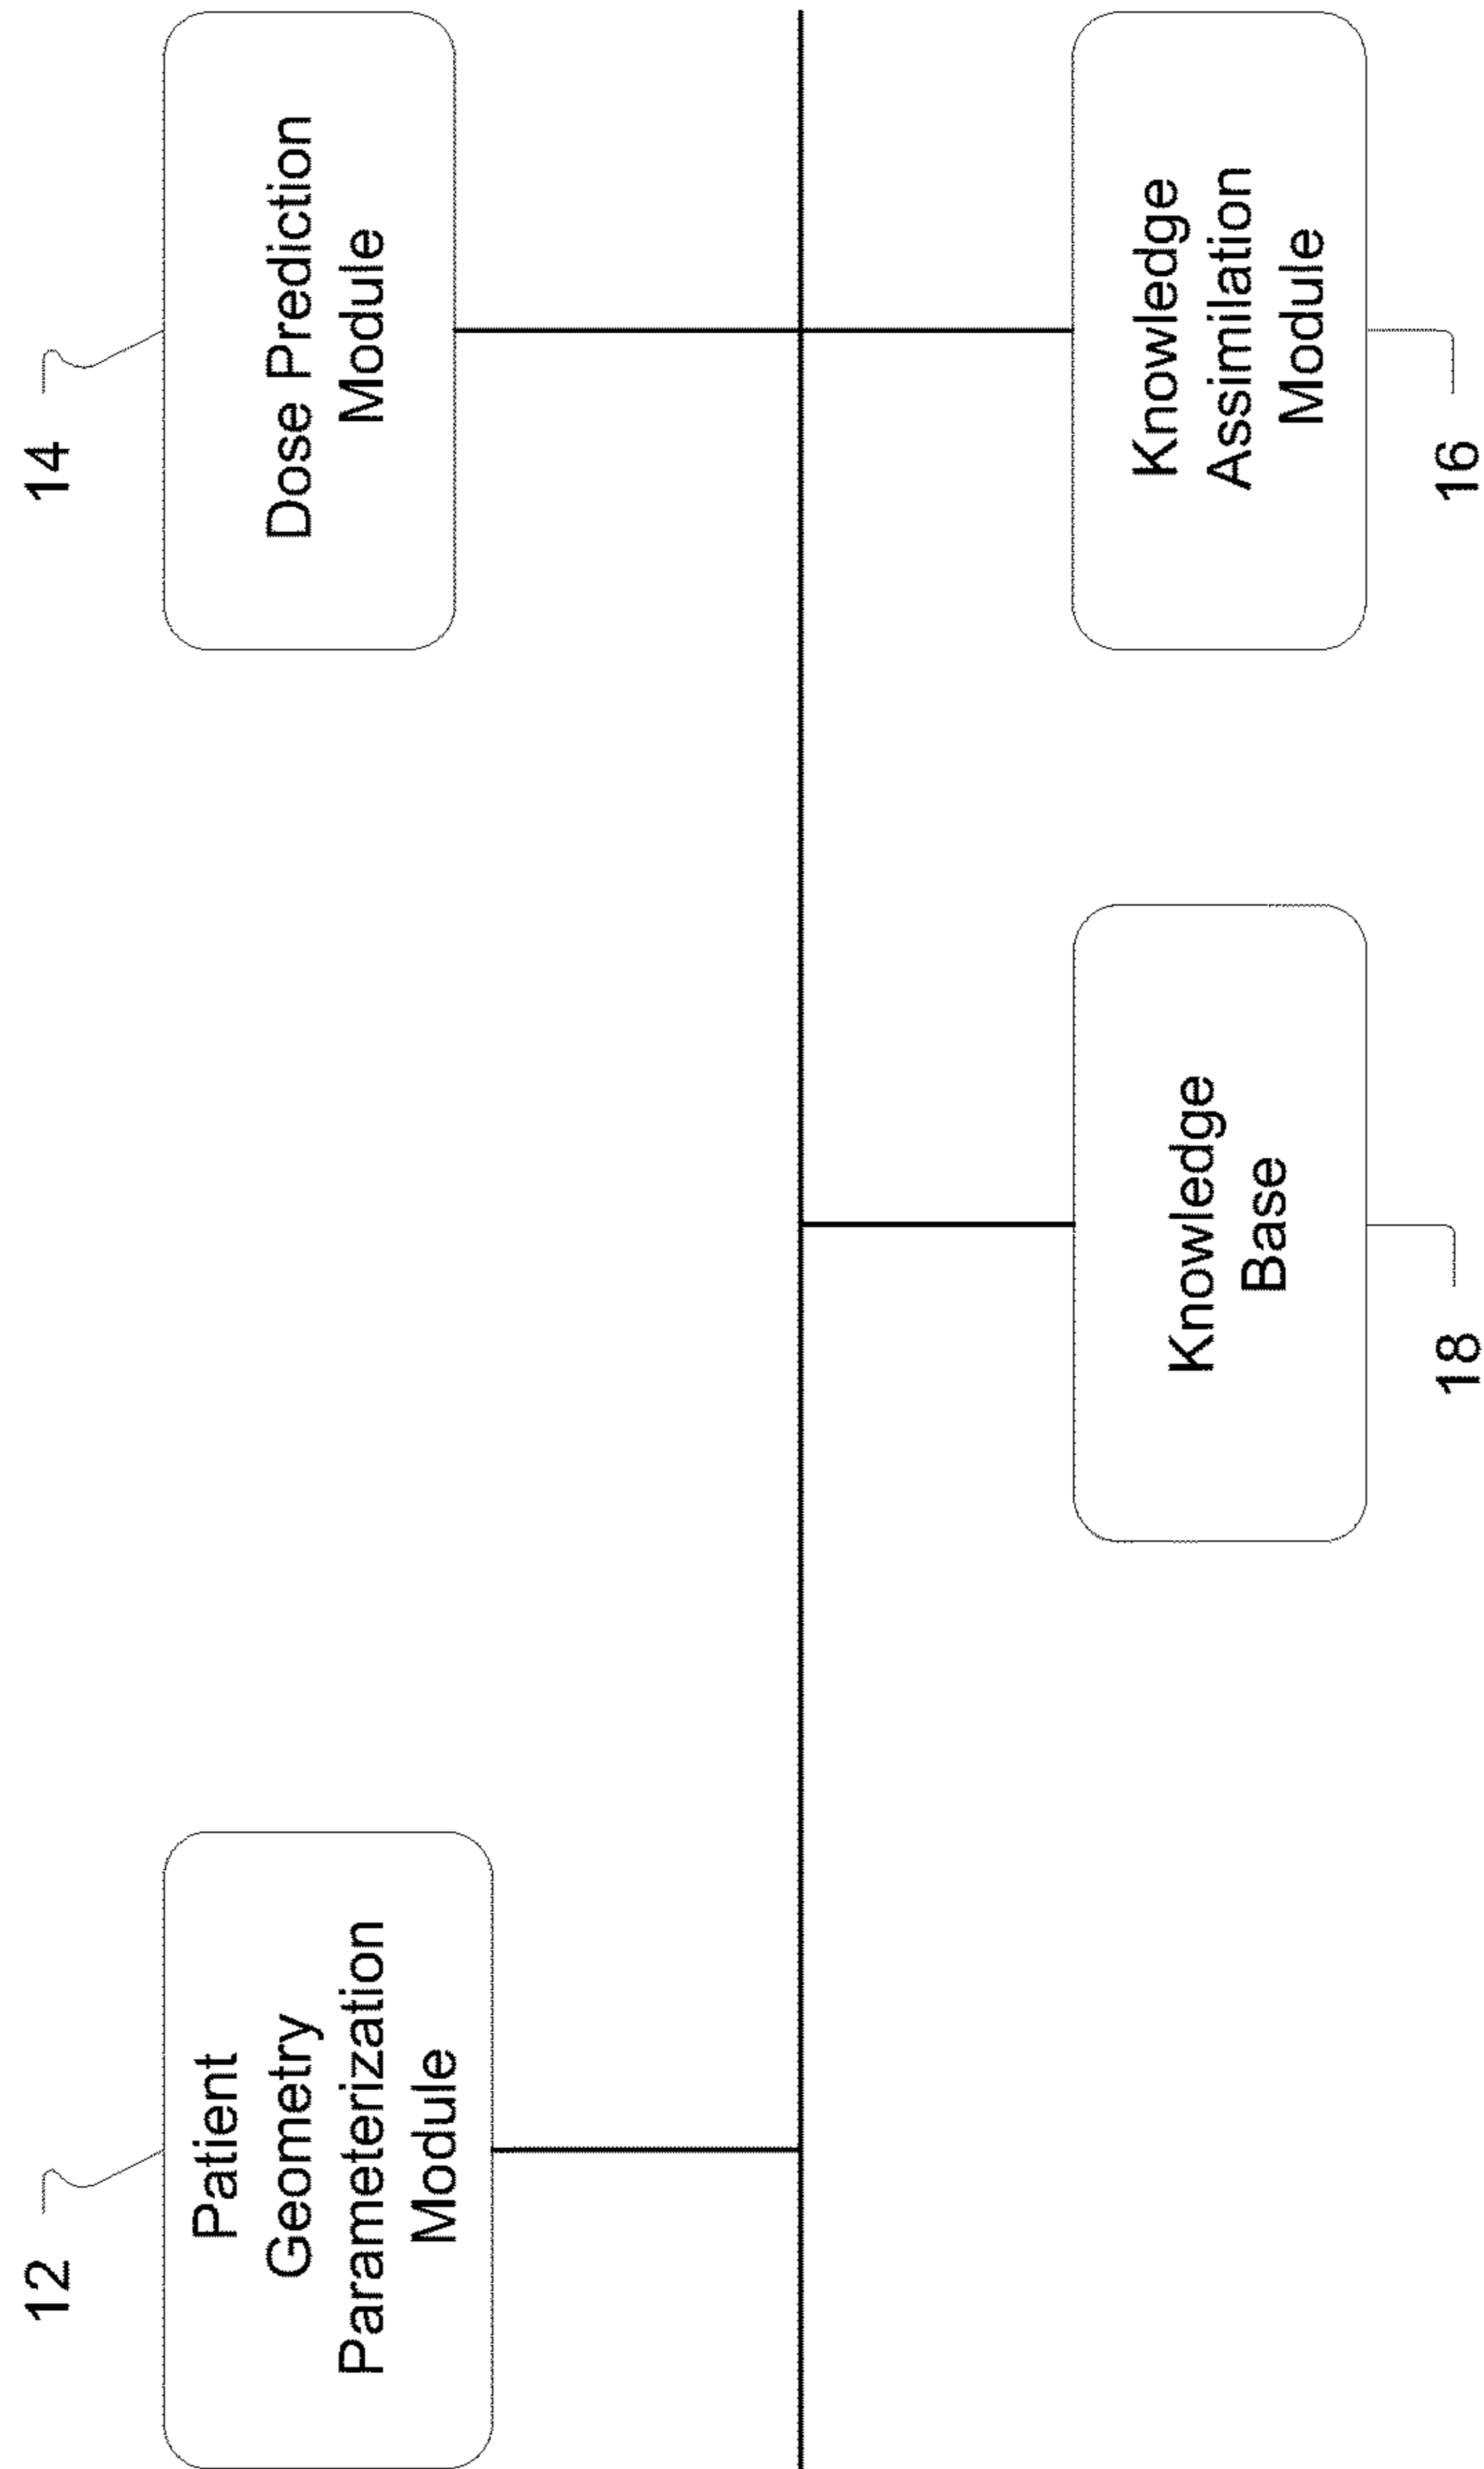 12
Patient
Geometry
Parameterization
Module
14
Dose Prediction
Module
18
Knowledge
Base
16
Knowledge
Assimilation
Module